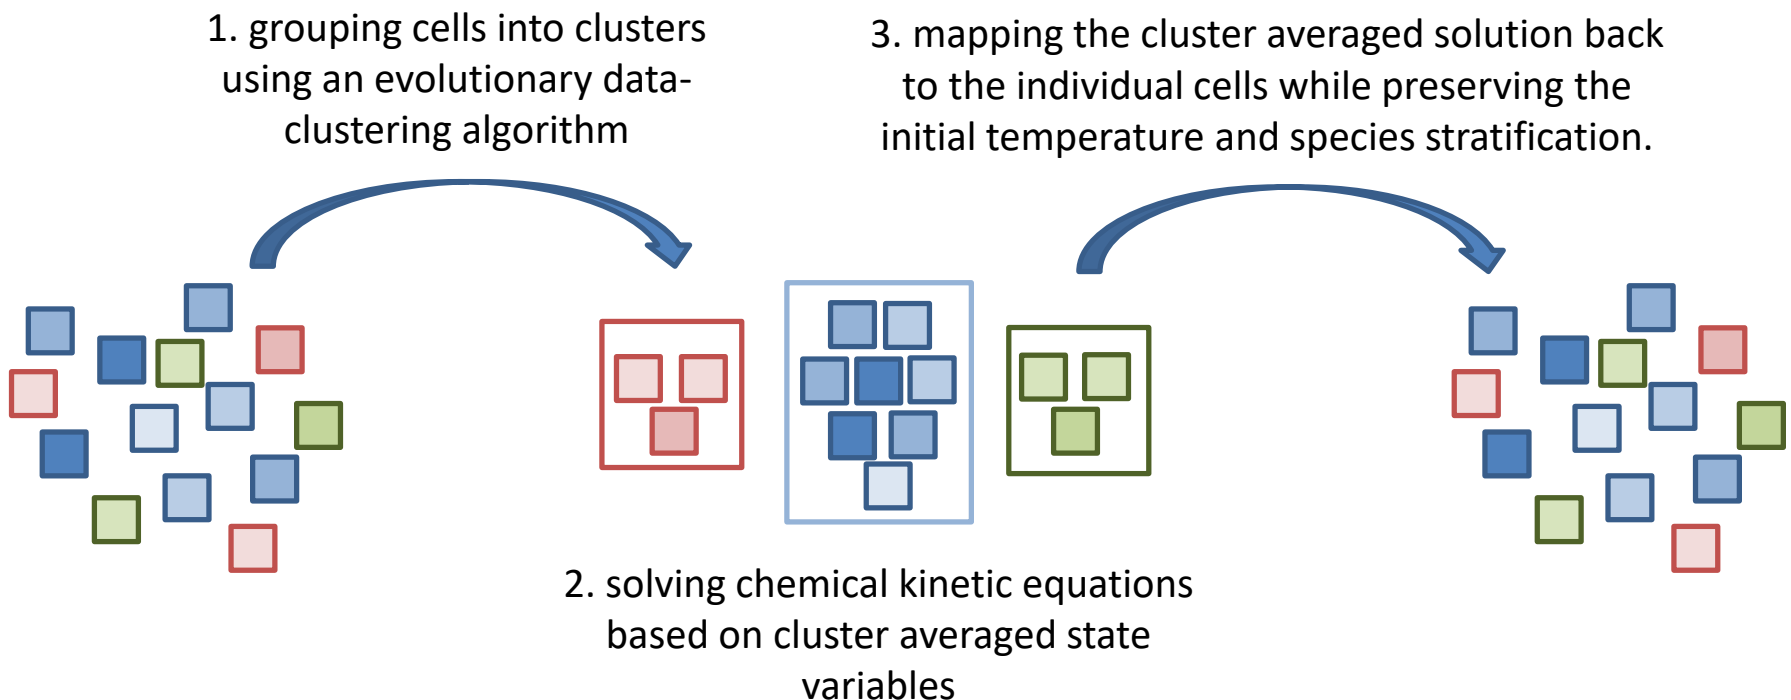 1. grouping cells into clusters
using an evolutionary data-
clustering algorithm
3. mapping the cluster averaged solution back
to the individual cells while preserving the
initial temperature and species stratification.
2. solving chemical kinetic equations
based on cluster averaged state
variables